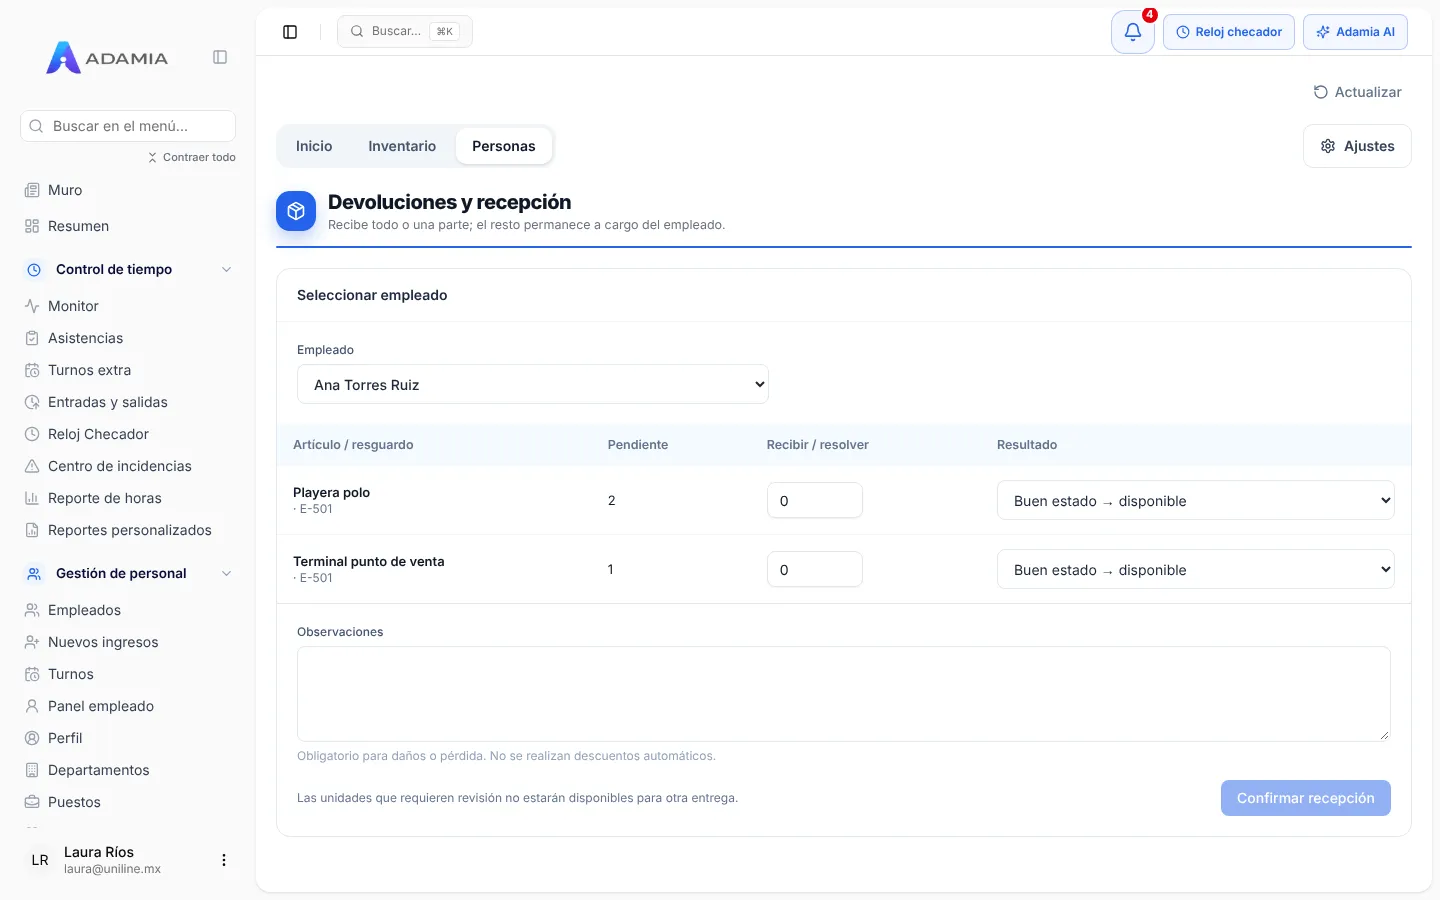 ADAMIA
Buscar en el menú...
Contraer todo
Muro
Resumen
Control de tiempo
Monitor
Asistencias
Turnos extra
Entradas y salidas
Reloj Checador
Centro de incidencias
Reporte de horas
Reportes personalizados
Gestión de personal
Empleados
Nuevos ingresos
Turnos
Panel empleado
Perfil
Departamentos
Puestos
LR
Laura Ríos
laura@uniline.mx
Buscar... ⌘K
4
Reloj checador
Adamia AI
Actualizar
Inicio Inventario Personas
Ajustes
Devoluciones y recepción
Recibe todo o una parte; el resto permanece a cargo del empleado.
Seleccionar empleado
Empleado
Ana Torres Ruiz
Artículo / resguardo Pendiente Recibir / resolver Resultado
Playera polo
· E-501
2 0 Buen estado → disponible
Terminal punto de venta
· E-501
1 0 Buen estado → disponible
Observaciones
Obligatorio para daños o pérdida. No se realizan descuentos automáticos.
Las unidades que requieren revisión no estarán disponibles para otra entrega.
Confirmar recepción